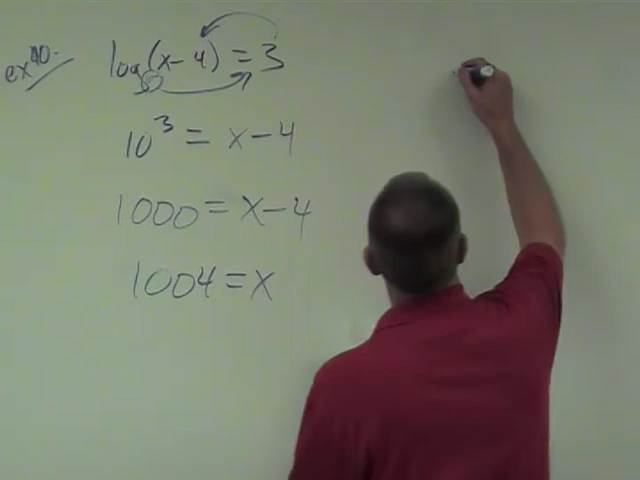 ex 40.
log(x-4) = 3
10³ = x-4
1000 = x-4
1004 = x